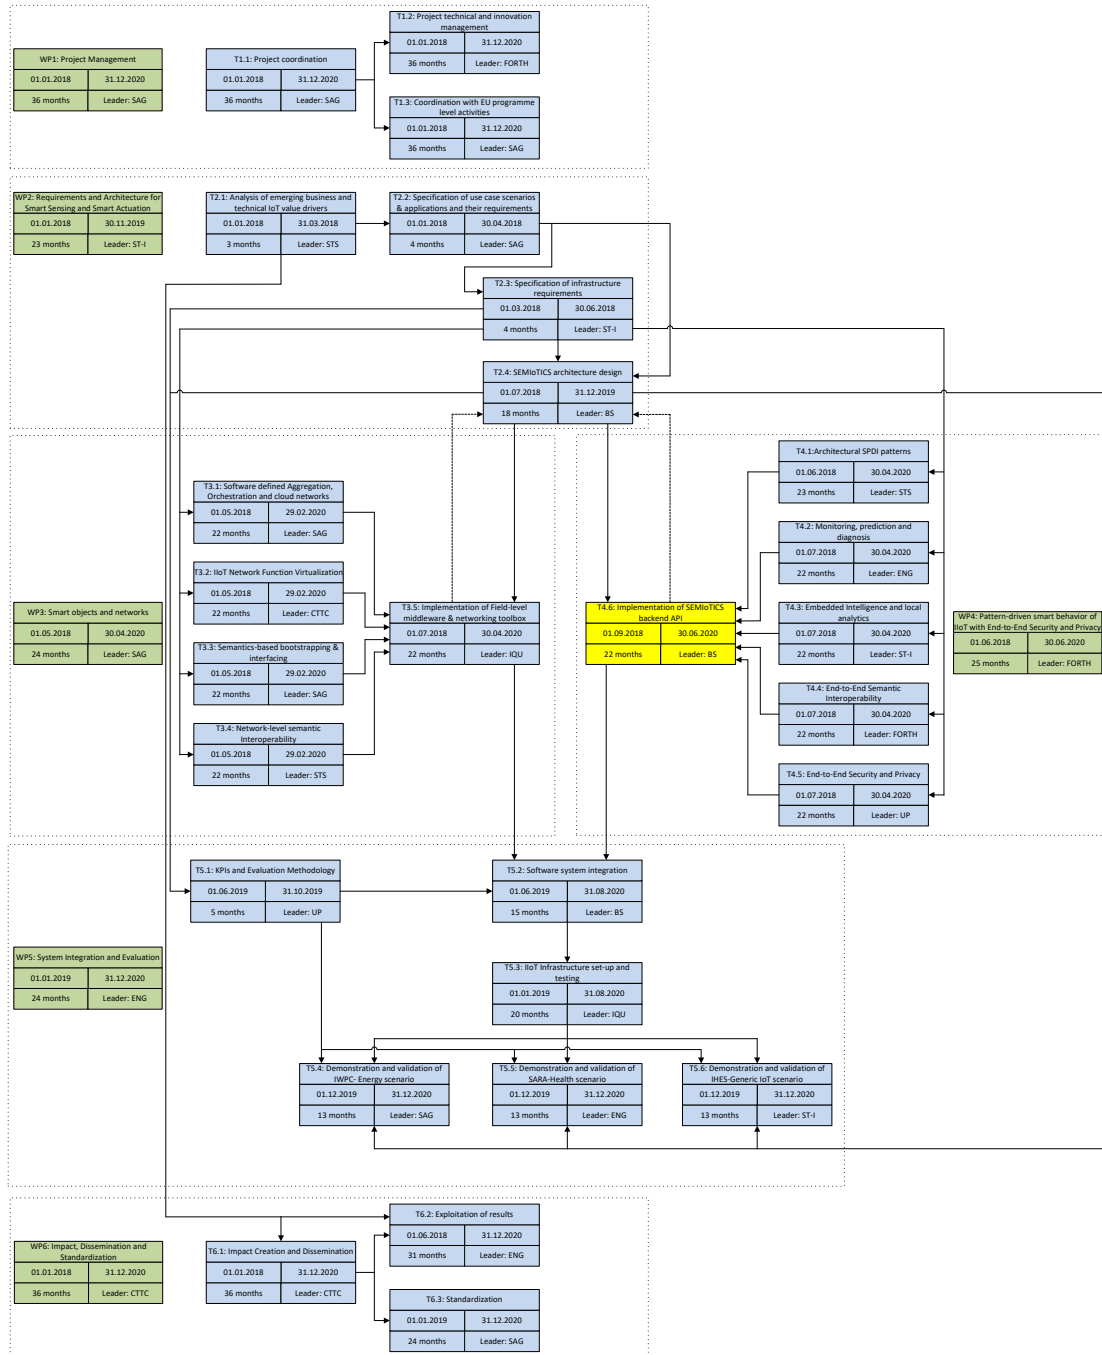 T1.2: Project technical and innovation
management
01.01.2018 31.12.2020
36 months Leader: FORTH
WP1: Project Management
01.01.2018 31.12.2020
36 months Leader: SAG
T1.1: Project coordination
01.01.2018 31.12.2020
36 months Leader: SAG
T1.3: Coordination with EU programme
level activities
01.01.2018 31.12.2020
36 months Leader: SAG
WP2: Requirements and Architecture for
Smart Sensing and Smart Actuation
01.01.2018 30.11.2019
23 months Leader: ST-I
T2.1: Analysis of emerging business and
technical IoT value drivers
01.01.2018 31.03.2018
3 months Leader: STS
T2.2: Specification of use case scenarios
& applications and their requirements
01.01.2018 30.04.2018
4 months Leader: SAG
T2.3: Specification of infrastructure
requirements
01.03.2018 30.06.2018
4 months Leader: ST-I
T2.4: SEMIoTICS architecture design
01.07.2018 31.12.2019
18 months Leader: BS
T3.1: Software defined Aggregation,
Orchestration and cloud networks
01.05.2018 29.02.2020
22 months Leader: SAG
T3.2: IIoT Network Function Virtualization
01.05.2018 29.02.2020
22 months Leader: CTTC
WP3: Smart objects and networks
01.05.2018 30.04.2020
24 months Leader: SAG
T3.3: Semantics-based bootstrapping &
interfacing
01.05.2018 29.02.2020
22 months Leader: SAG
T3.4: Network-level semantic
Interoperability
01.05.2018 29.02.2020
22 months Leader: STS
T3.5: Implementation of Field-level
middleware & networking toolbox
01.07.2018 30.04.2020
22 months Leader: IQU
T4.6: Implementation of SEMIoTICS
backend API
01.09.2018 30.06.2020
22 months Leader: BS
T4.1:Architectural SPDI patterns
01.06.2018 30.04.2020
23 months Leader: STS
T4.2: Monitoring, prediction and
diagnosis
01.07.2018 30.04.2020
22 months Leader: ENG
T4.3: Embedded Intelligence and local
analytics
01.07.2018 30.04.2020
22 months Leader: ST-I
T4.4: End-to-End Semantic
Interoperability
01.07.2018 30.04.2020
22 months Leader: FORTH
T4.5: End-to-End Security and Privacy
01.07.2018 30.04.2020
22 months Leader: UP
WP4: Pattern-driven smart behavior of
IIoT with End-to-End Security and Privacy
01.06.2018 30.06.2020
25 months Leader: FORTH
T5.1: KPIs and Evaluation Methodology
01.06.2019 31.10.2019
5 months Leader: UP
T5.2: Software system integration
01.06.2019 31.08.2020
15 months Leader: BS
WP5: System Integration and Evaluation
01.01.2019 31.12.2020
24 months Leader: ENG
T5.3: IIoT Infrastructure set-up and
testing
01.01.2019 31.08.2020
20 months Leader: IQU
T5.4: Demonstration and validation of
IWPC- Energy scenario
01.12.2019 31.12.2020
13 months Leader: SAG
T5.5: Demonstration and validation of
SARA-Health scenario
01.12.2019 31.12.2020
13 months Leader: ENG
T5.6: Demonstration and validation of
IHES-Generic IoT scenario
01.12.2019 31.12.2020
13 months Leader: ST-I
T6.2: Exploitation of results
01.06.2018 31.12.2020
31 months Leader: ENG
WP6: Impact, Dissemination and
Standardization
01.01.2018 31.12.2020
36 months Leader: CTTC
T6.1: Impact Creation and Dissemination
01.01.2018 31.12.2020
36 months Leader: CTTC
T6.3: Standardization
01.01.2019 31.12.2020
24 months Leader: SAG